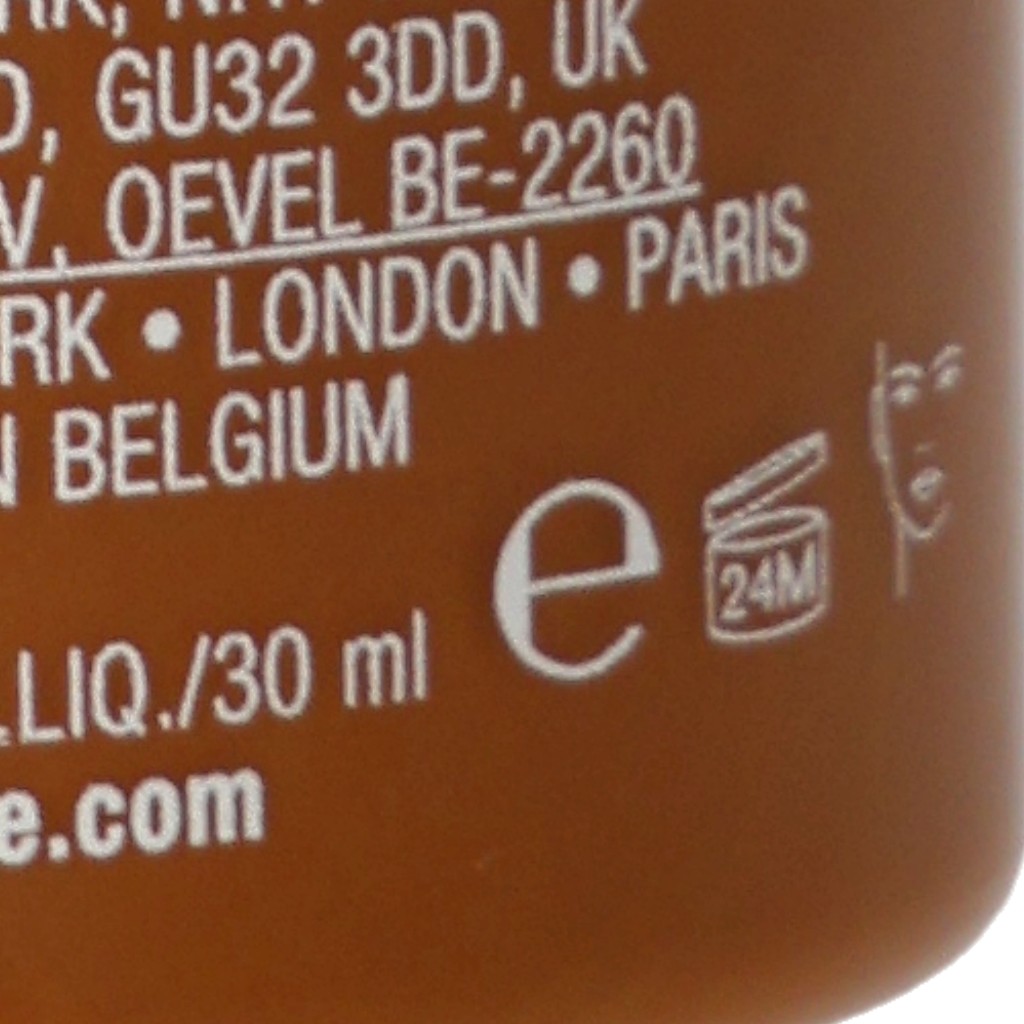 GU32 3DD, UK
OEVEL BE-2260
RK • LONDON • PARIS
BELGIUM
e 24M
LIQ./30 ml
e.com